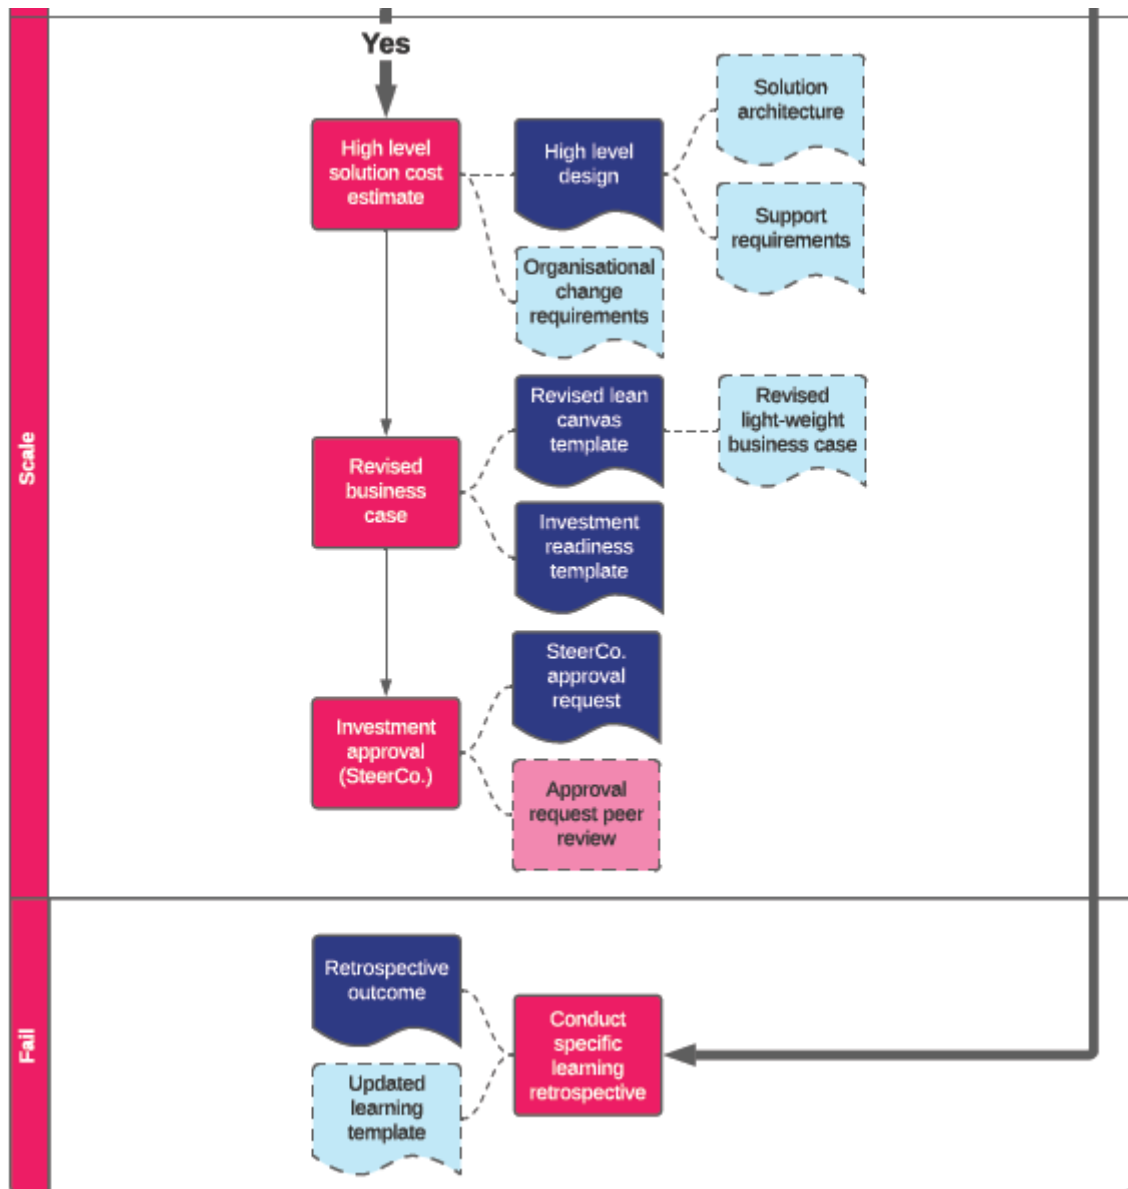 Yes
High level
solution cost
estimate
High level
design
Solution
architecture
Support
requirements
Organisational
change
requirements
Scale
Revised
business
case
Revised lean
canvas
template
Revised
light-weight
business case
Investment
readiness
template
Investment
approval
(SteerCo.)
SteerCo.
approval
request
Approval
request peer
review
Fail
Retrospective
outcome
Updated
learning
template
Conduct
specific
learning
retrospective